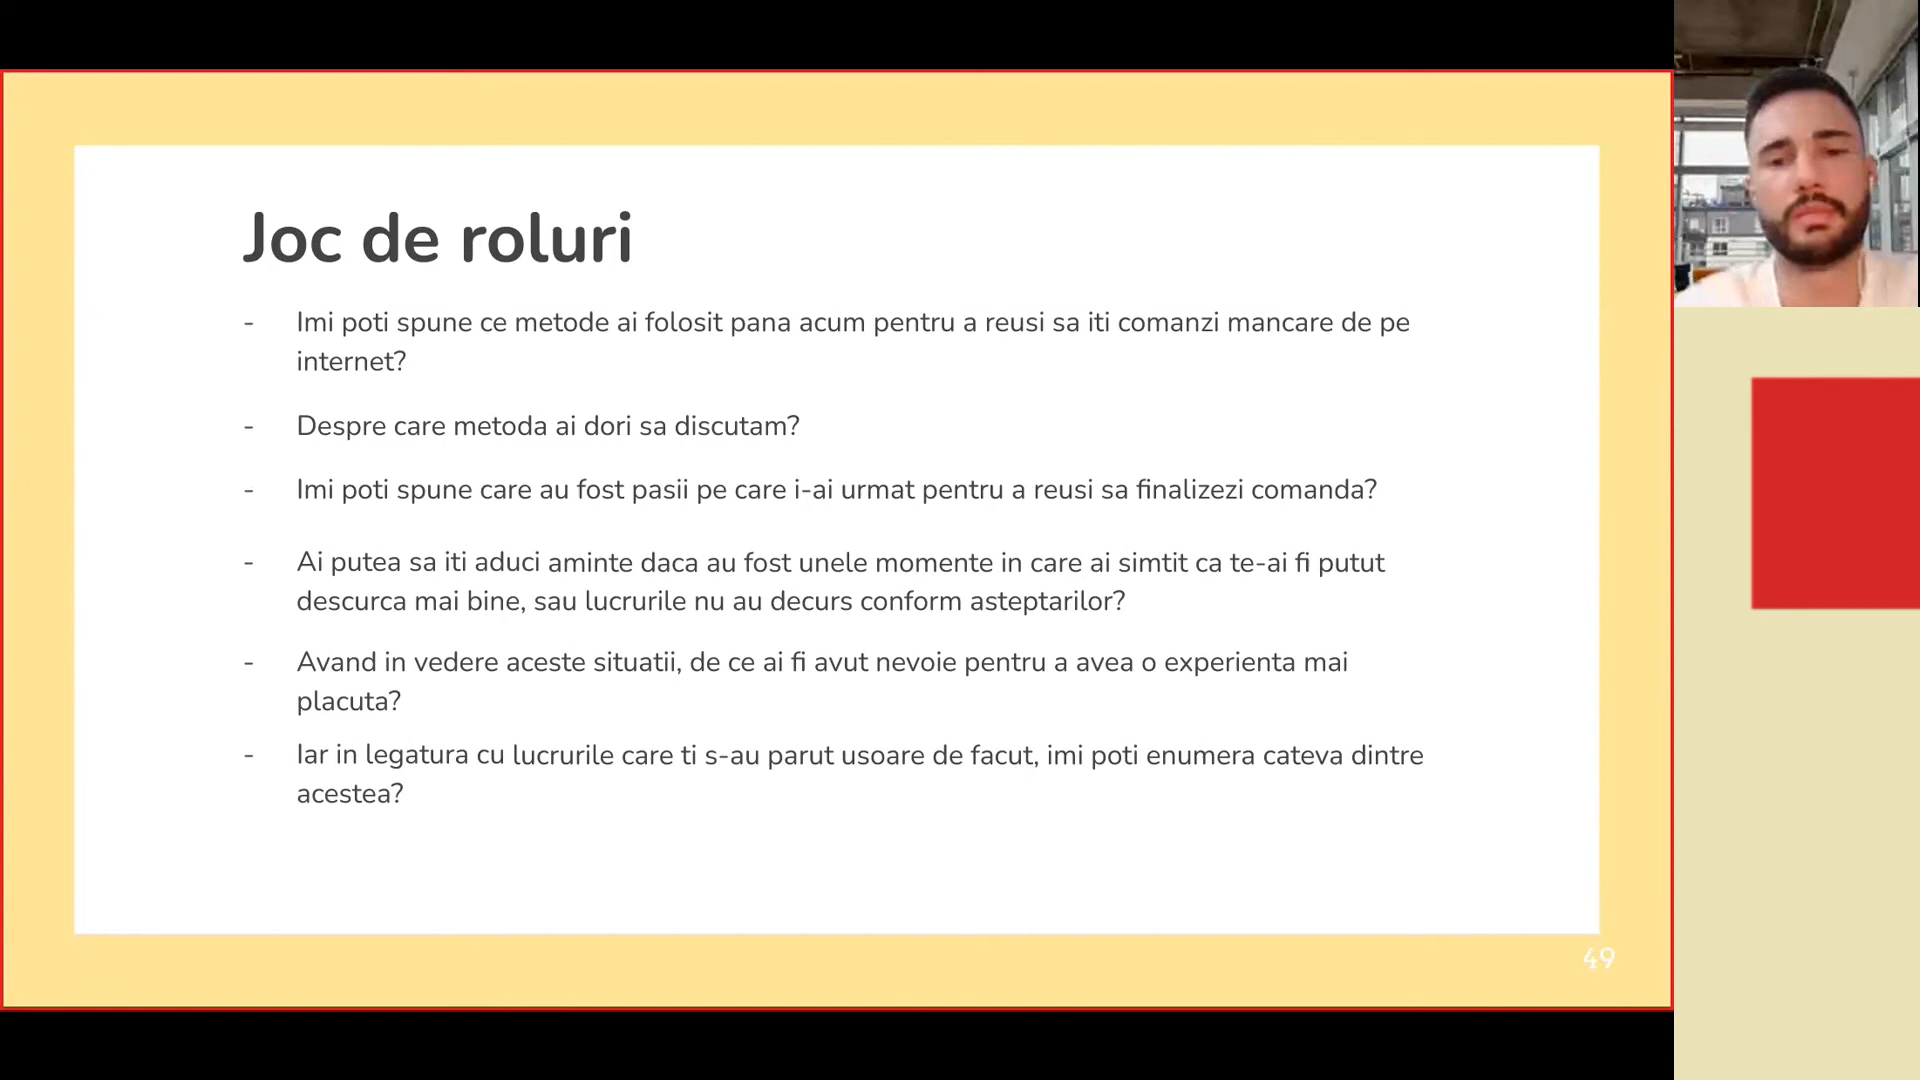 Joc de roluri
- Imi poti spune ce metode ai folosit pana acum pentru a reusi sa iti comanzi mancare de pe
internet?
- Despre care metoda ai dori sa discutam?
- Imi poti spune care au fost pasii pe care i-ai urmat pentru a reusi sa finalizezi comanda?
- Ai putea sa iti aduci aminte daca au fost unele momente in care ai simtit ca te-ai fi putut
descurca mai bine, sau lucrurile nu au decurs conform asteptarilor?
- Avand in vedere aceste situatii, de ce ai fi avut nevoie pentru a avea o experienta mai
placuta?
- Iar in legatura cu lucrurile care ti s-au parut usoare de facut, imi poti enumera cateva dintre
acestea?
49